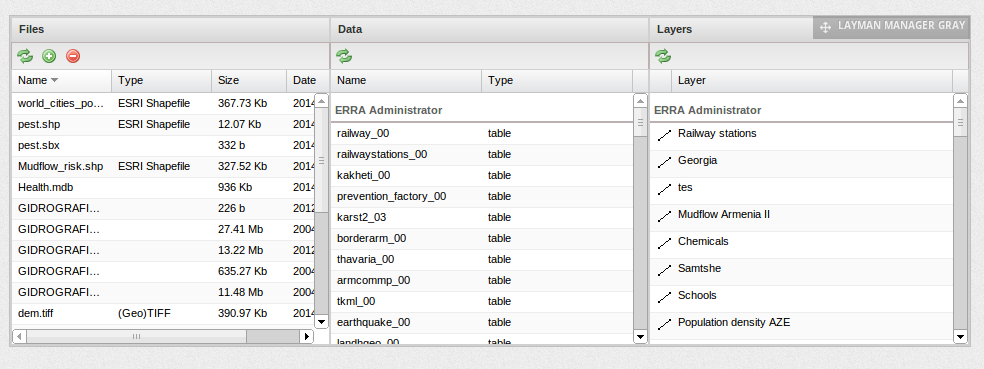 Files
Data
Layers
LAYMAN MANAGER GRAY
Name Type Size Date
world_cities_po... ESRI Shapefile 367.73 Kb 2014
pest.shp ESRI Shapefile 12.07 Kb 2014
pest.sbx 332 b 2014
Mudflow_risk.shp ESRI Shapefile 327.52 Kb 2014
Health.mdb 936 Kb 2014
GIDROGRAFI... 226 b 2012
GIDROGRAFI... 27.41 Mb 2004
GIDROGRAFI... 13.22 Mb 2012
GIDROGRAFI... 635.27 Kb 2004
GIDROGRAFI... 11.48 Mb 2004
dem.tiff (Geo)TIFF 390.97 Kb 2014
Name Type
ERRA Administrator
railway_00 table
railwaystations_00 table
kakheti_00 table
prevention_factory_00 table
karst2_03 table
borderarm_00 table
thavaria_00 table
armcommp_00 table
tkml_00 table
earthquake_00 table
landhgeo_00 table
Layer
ERRA Administrator
Railway stations
Georgia
tes
Mudflow Armenia II
Chemicals
Samtshe
Schools
Population density AZE